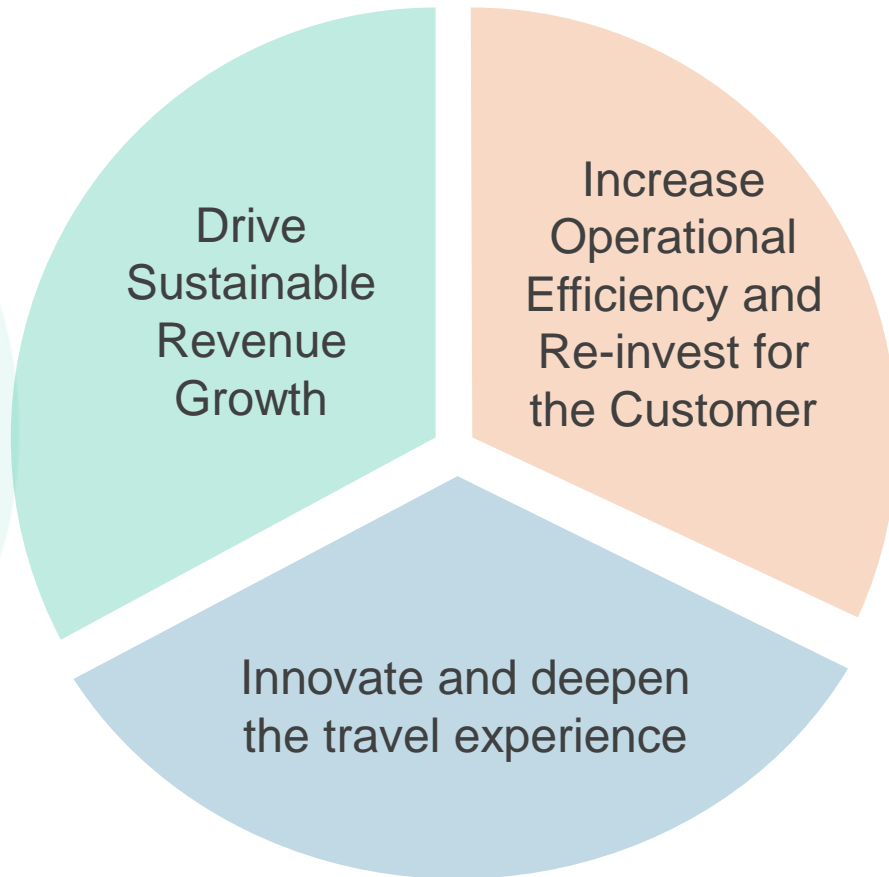 Drive
Sustainable
Revenue
Growth
Increase
Operational
Efficiency and
Re-invest for
the Customer
Innovate and deepen
the travel experience